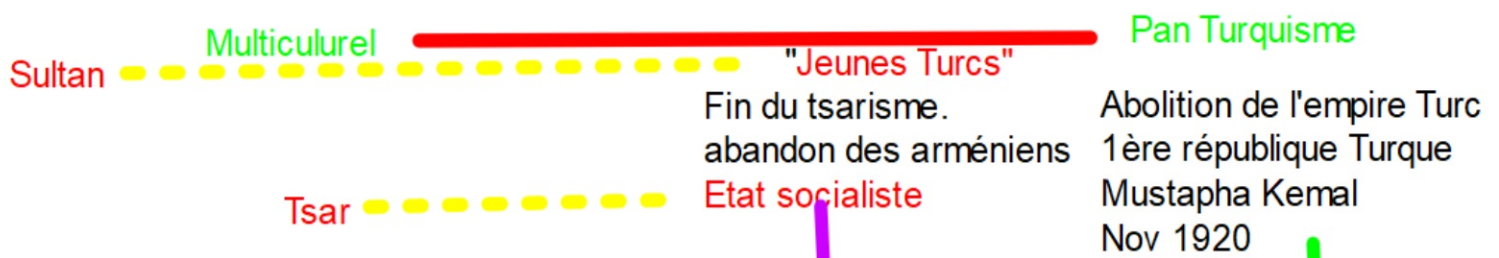 Multiculurel
Pan Turquisme
Sultan
"Jeunes Turcs"
Fin du tsarisme.
abandon des arméniens
Etat socialiste
Tsar
Abolition de l'empire Turc
1ère république Turque
Mustapha Kemal
Nov 1920